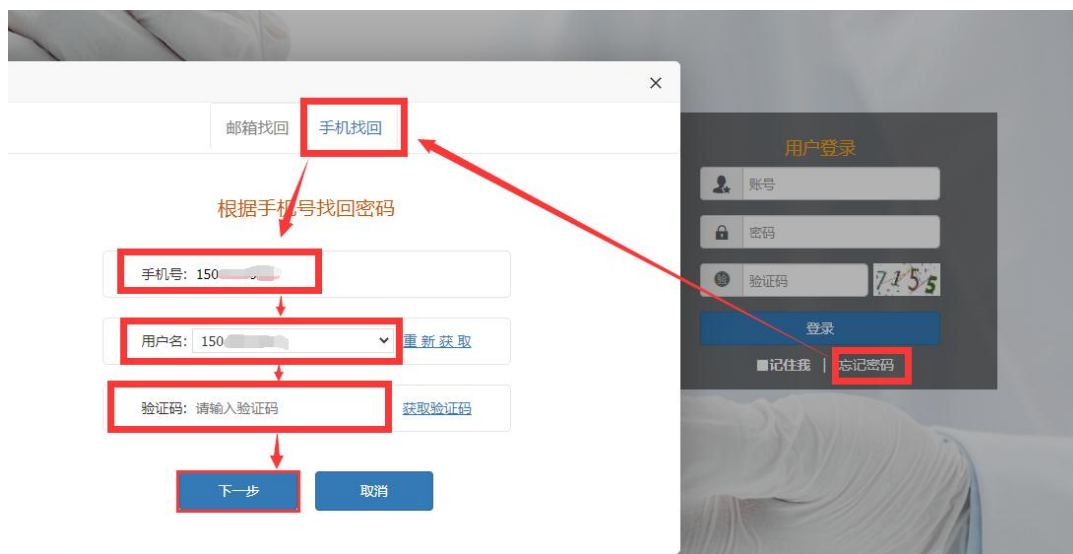 ×
邮箱找回 手机找回
根据手机号找回密码
手机号: 150
用户名: 150 重新获取
验证码: 请输入验证码 获取验证码
下一步 取消
用户登录
账号
密码
验证码 7155
登录
记住我 | 忘记密码